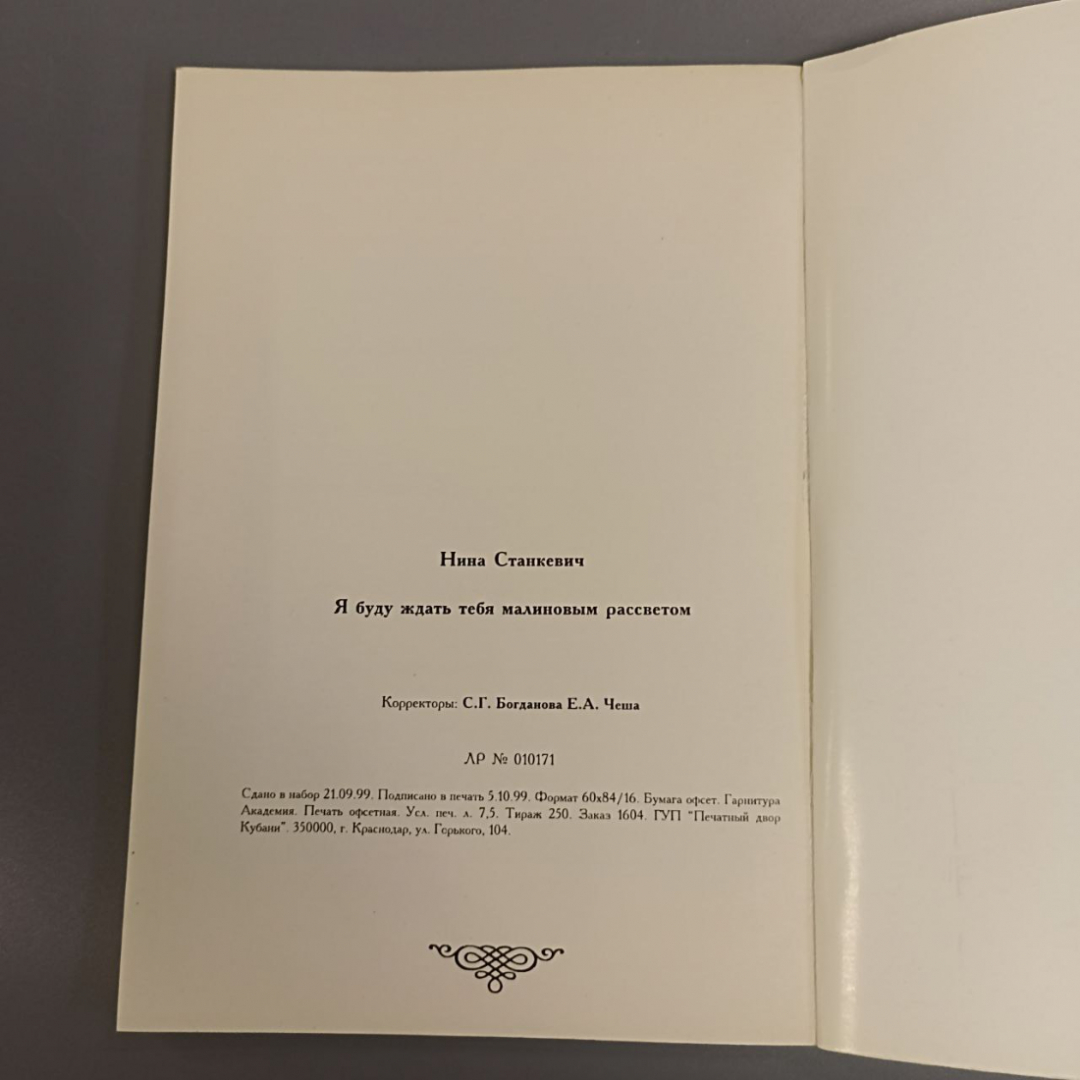 Нина Станкевич
Я буду ждать тебя малиновым рассветом
Корректоры: С.Г. Богданова Е.А. Чеша
ЛР № 010171
Сдано в набор 21.09.99. Подписано в печать 5.10.99. Формат 60х84/16. Бумага офсет. Гарнитура
Академия. Печать офсетная. Усл. печ. л. 7,5. Тираж 250. Заказ 1604. ГУП "Печатный двор
Кубани". 350000, г. Краснодар, ул. Горького, 104.